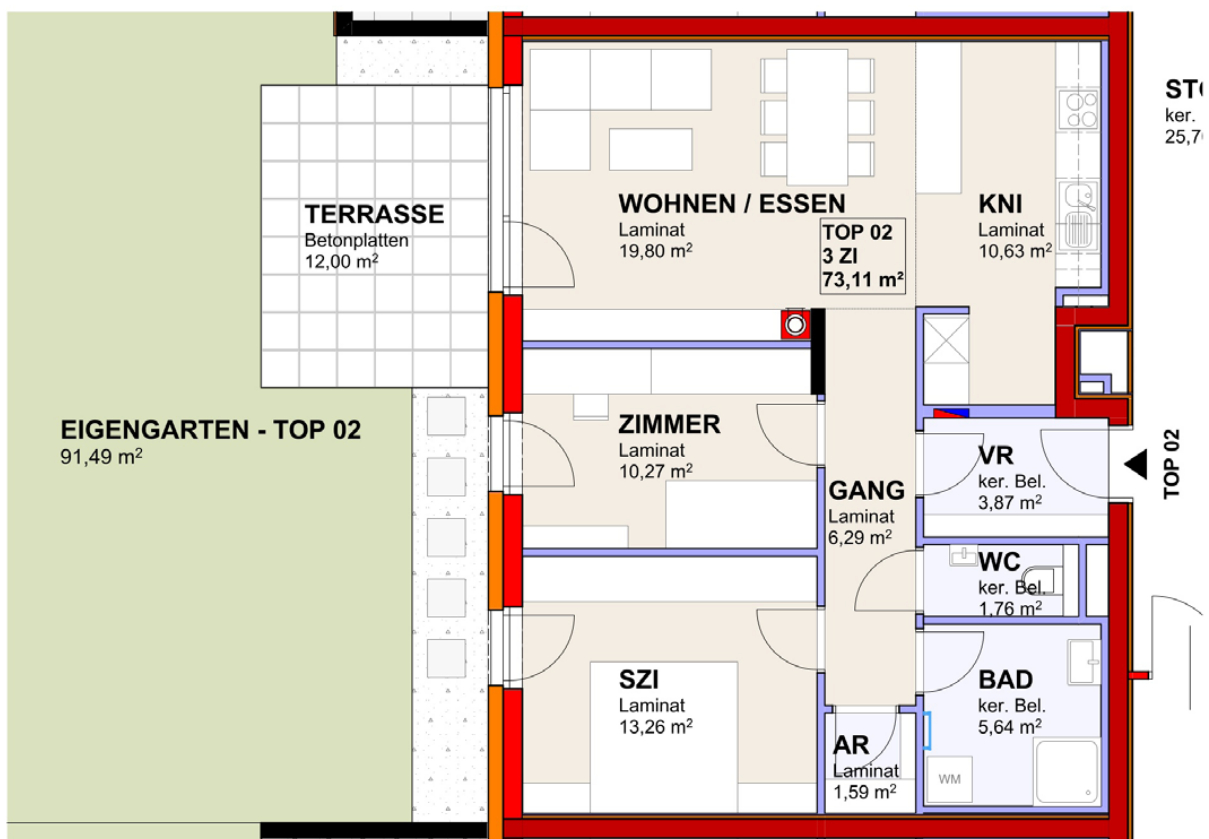 STO
ker.
25,7
TERRASSE
Betonplatten
12,00 m²
WOHNEN / ESSEN
Laminat
19,80 m²
TOP 02
3 ZI
73,11 m²
KNI
Laminat
10,63 m²
EIGENGARTEN - TOP 02
91,49 m²
ZIMMER
Laminat
10,27 m²
GANG
Laminat
6,29 m²
VR
ker. Bel.
3,87 m²
TOP 02
WC
ker. Bel.
1,76 m²
SZI
Laminat
13,26 m²
BAD
ker. Bel.
5,64 m²
AR
Laminat
1,59 m²
WM